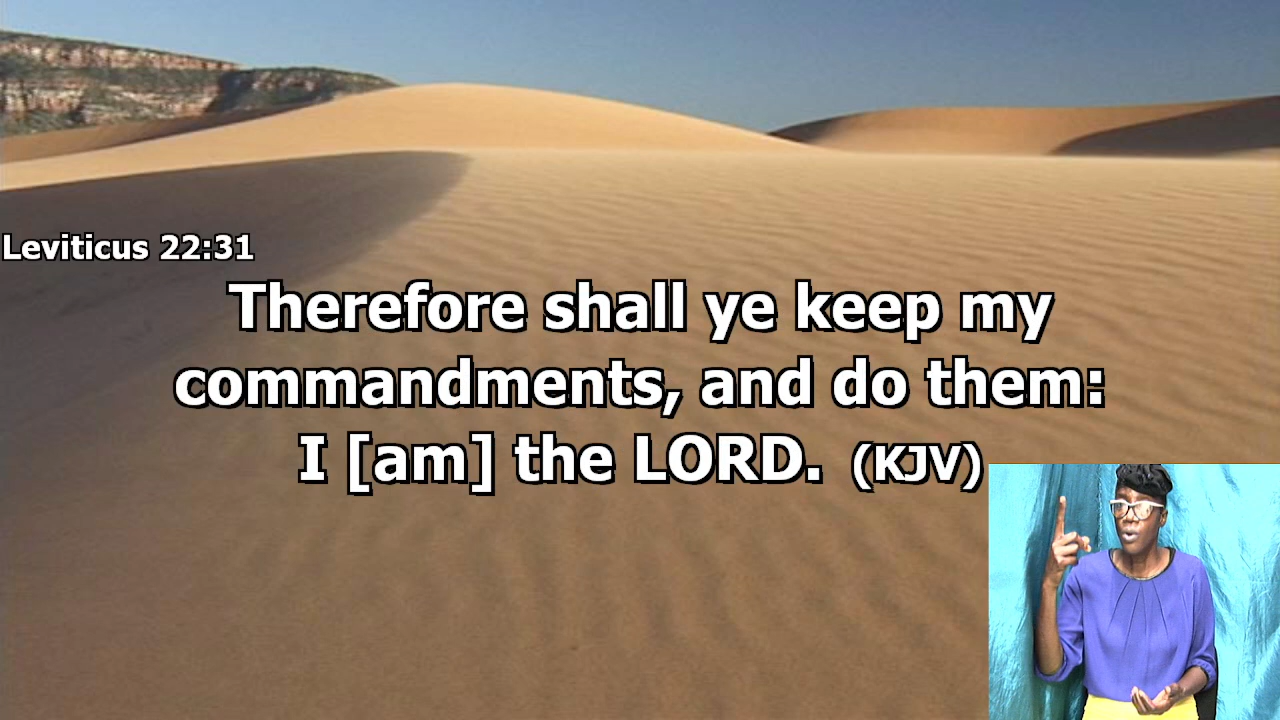 Leviticus 22:31
Therefore shall ye keep my
commandments, and do them:
I [am] the LORD. (KJV)